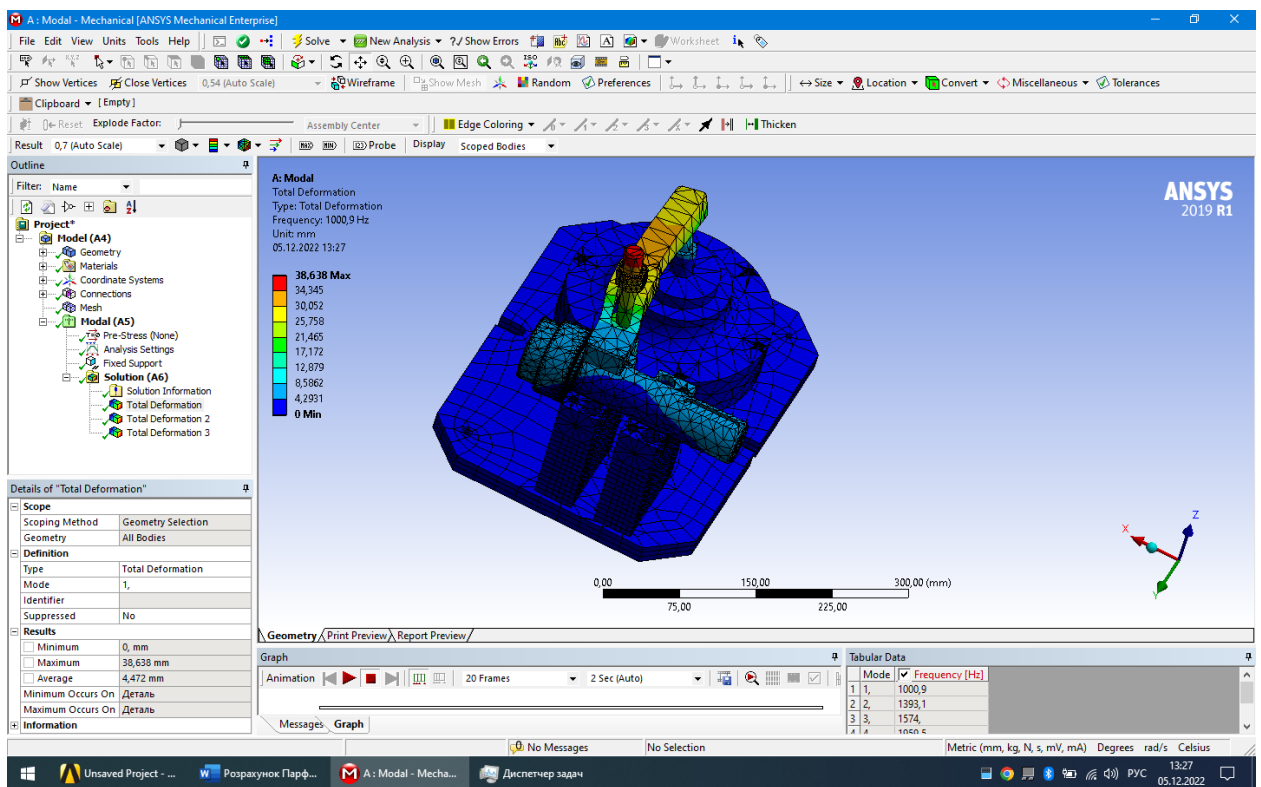 A : Modal - Mechanical [ANSYS Mechanical Enterprise]
File Edit View Units Tools Help Solve New Analysis ?/ Show Errors Worksheet
Show Vertices Close Vertices 0,54 (Auto Scale) Wireframe Show Mesh Random Preferences Size Location Convert Miscellaneous Tolerances
Clipboard [Empty]
Reset Explode Factor: Assembly Center Edge Coloring Thicken
Result 0,7 (Auto Scale) MAX MIN Probe Display Scoped Bodies
Outline
Filter: Name
Project*
Model (A4)
Geometry
Materials
Coordinate Systems
Connections
Mesh
Modal (A5)
Pre-Stress (None)
Analysis Settings
Fixed Support
Solution (A6)
Solution Information
Total Deformation
Total Deformation 2
Total Deformation 3
Details of "Total Deformation"
Scope
Scoping Method Geometry Selection
Geometry All Bodies
Definition
Type Total Deformation
Mode 1,
Identifier
Suppressed No
Results
Minimum 0, mm
Maximum 38,638 mm
Average 4,472 mm
Minimum Occurs On Деталь
Maximum Occurs On Деталь
Information
A: Modal
Total Deformation
Type: Total Deformation
Frequency: 1000,9 Hz
Unit: mm
05.12.2022 13:27
38,638 Max
34,345
30,052
25,758
21,465
17,172
12,879
8,5862
4,2931
0 Min
ANSYS
2019 R1
0,00 150,00 300,00 (mm)
75,00 225,00
X
Y
Z
Geometry Print Preview Report Preview
Graph
Animation 20 Frames 2 Sec (Auto)
Messages Graph
Tabular Data
Mode Frequency [Hz]
1 1, 1000,9
2 2, 1393,1
3 3, 1574,
No Messages No Selection Metric (mm, kg, N, s, mV, mA) Degrees rad/s Celsius
Unsaved Project - ... Розрахунок Парф... A : Modal - Mecha... Диспетчер задач РУС 13:27
05.12.2022